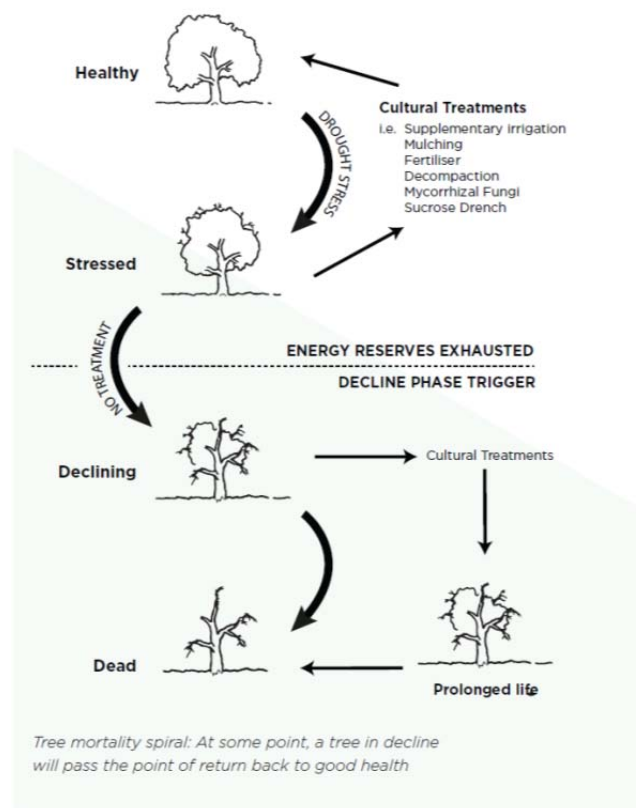 Healthy
Cultural Treatments
i.e. Supplementary irrigation
Mulching
Fertiliser
Decompaction
Mycorrhizal Fungi
Sucrose Drench
DROUGHT STRESS
Stressed
NO TREATMENT
ENERGY RESERVES EXHAUSTED
DECLINE PHASE TRIGGER
Declining
Cultural Treatments
Dead
Prolonged life
Tree mortality spiral: At some point, a tree in decline
will pass the point of return back to good health